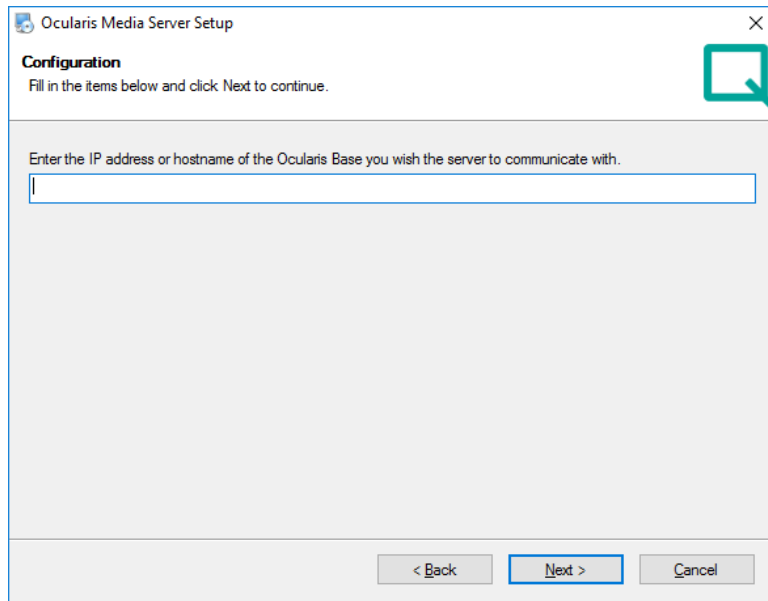 Ocularis Media Server Setup
Configuration
Fill in the items below and click Next to continue.
Enter the IP address or hostname of the Ocularis Base you wish the server to communicate with.
< Back Next > Cancel